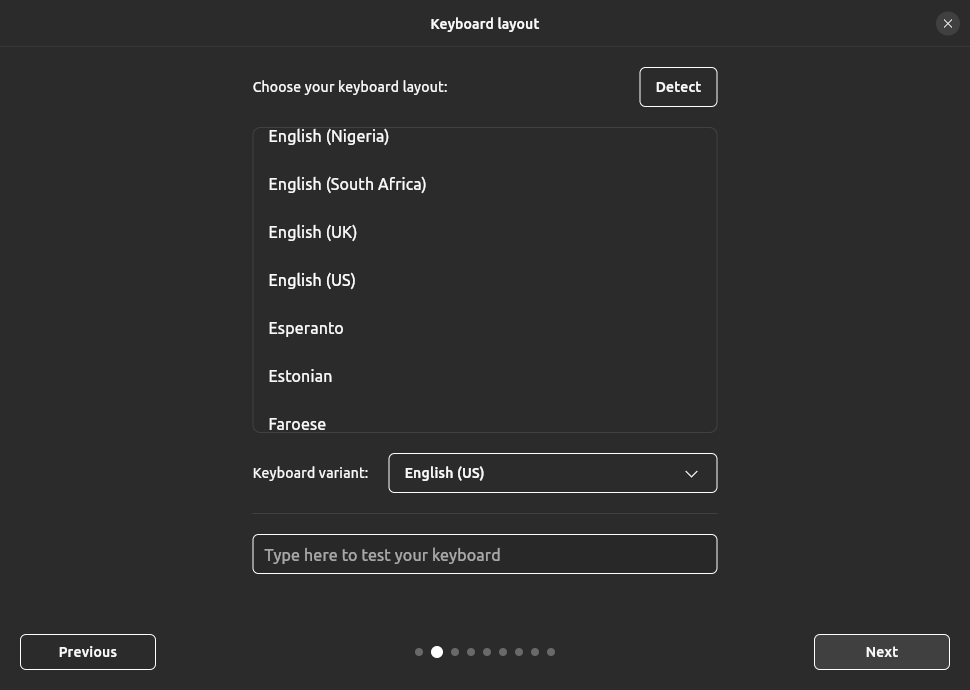 Keyboard layout
Choose your keyboard layout:
Detect
English (Nigeria)
English (South Africa)
English (UK)
English (US)
Esperanto
Estonian
Faroese
Keyboard variant:
English (US)
Type here to test your keyboard
Previous
Next